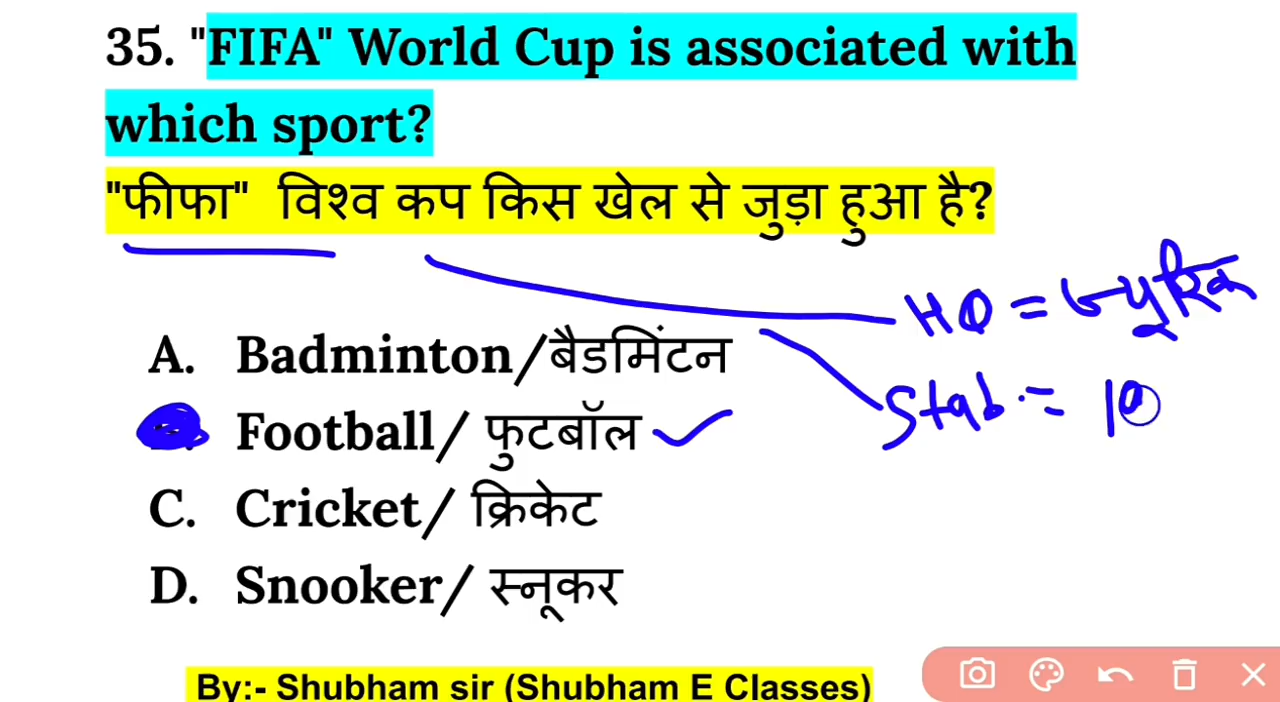 35. "FIFA" World Cup is associated with
which sport?
"फीफा" विश्व कप किस खेल से जुड़ा हुआ है?
HQ =
A. Badminton/बैडमिंटन
Stab =
Football/ फुटबॉल
C. Cricket/ क्रिकेट
D. Snooker/ स्नूकर
By:- Shubham sir (Shubham E Classes)